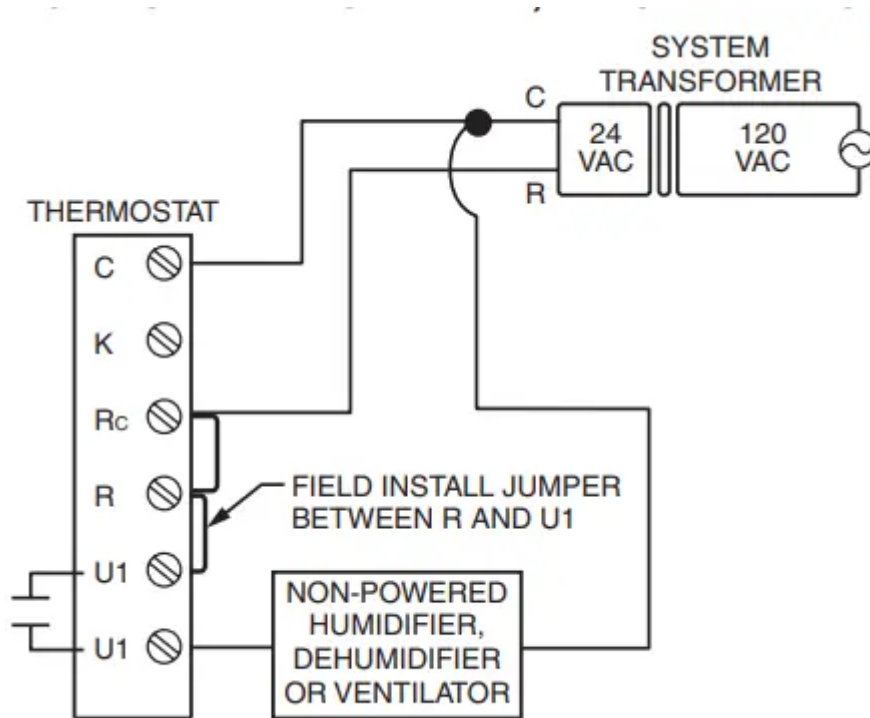 SYSTEM
TRANSFORMER
C
24
VAC
120
VAC
R
THERMOSTAT
C
K
RC
R
FIELD INSTALL JUMPER
BETWEEN R AND U1
U1
U1
NON-POWERED
HUMIDIFIER,
DEHUMIDIFIER
OR VENTILATOR